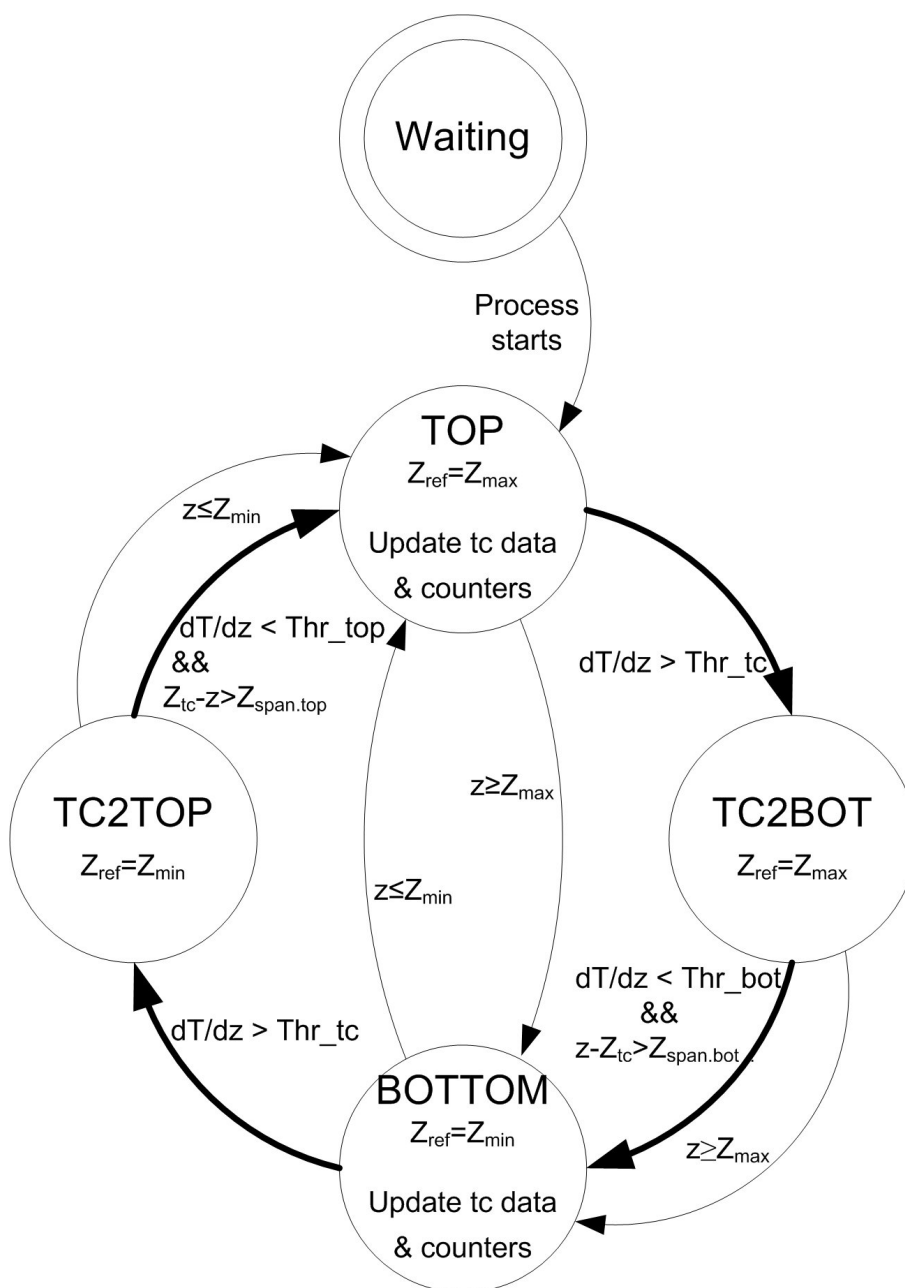 Waiting
Process
starts
TOP
Zref=Zmax
Update tc data
& counters
z≤Zmin
dT/dz < Thr_top
&&
Ztc-z>Zspan.top
dT/dz > Thr_tc
z≥Zmax
z≤Zmin
TC2TOP
Zref=Zmin
TC2BOT
Zref=Zmax
dT/dz < Thr_bot
&&
z-Ztc>Zspan.bot
dT/dz > Thr_tc
z≥Zmax
BOTTOM
Zref=Zmin
Update tc data
& counters